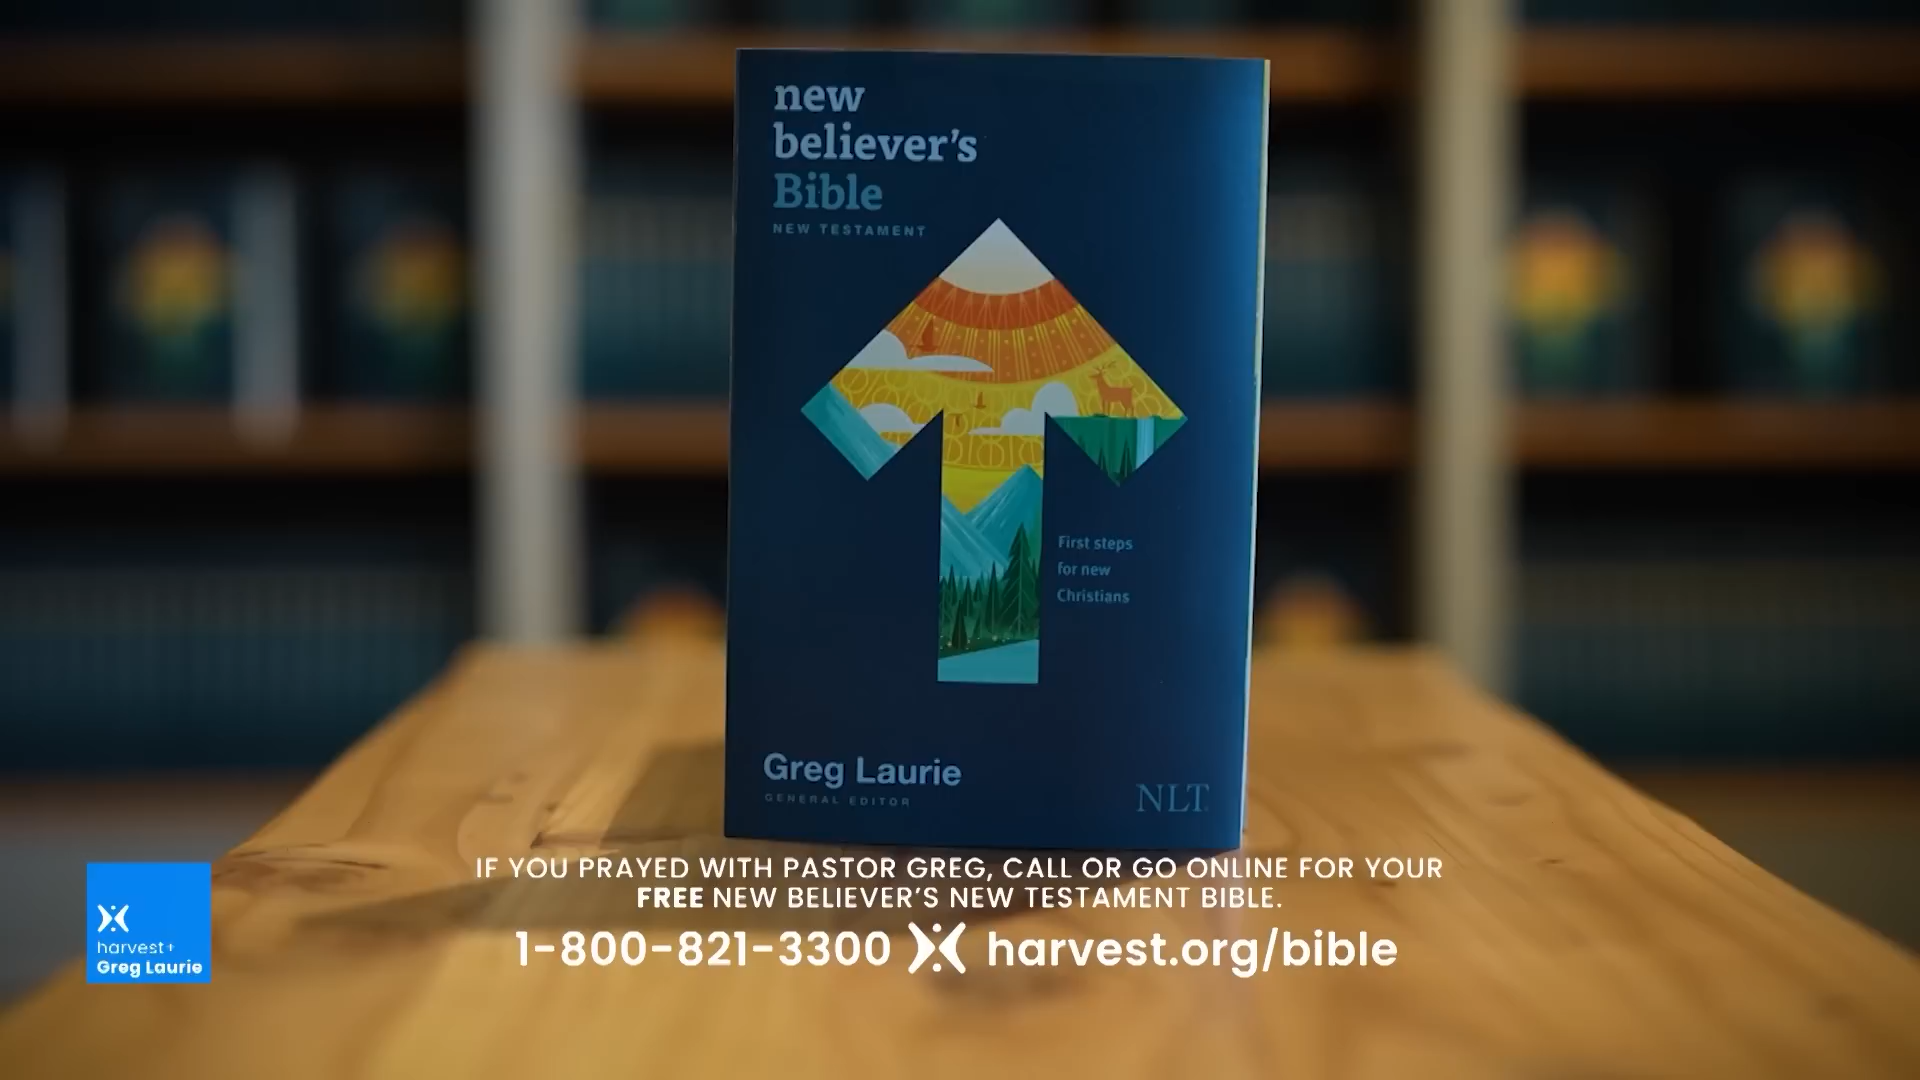 new
believer's
Bible
NEW TESTAMENT
First steps
for new
Christians
Greg Laurie
GENERAL EDITOR
NLT
IF YOU PRAYED WITH PASTOR GREG, CALL OR GO ONLINE FOR YOUR
FREE NEW BELIEVER'S NEW TESTAMENT BIBLE.
1-800-821-3300 harvest.org/bible
harvest+
Greg Laurie